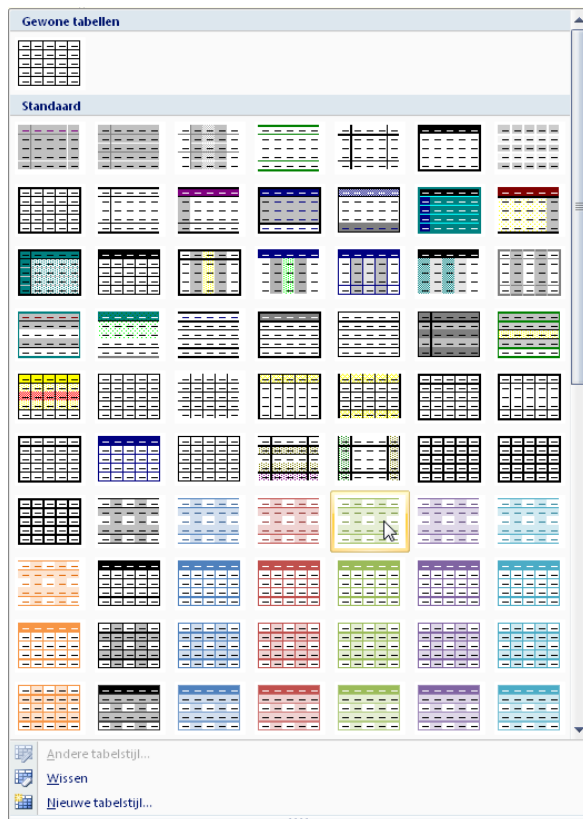 Gewone tabellen
Standaard
Andere tabelstijl...
Wissen
Nieuwe tabelstijl...